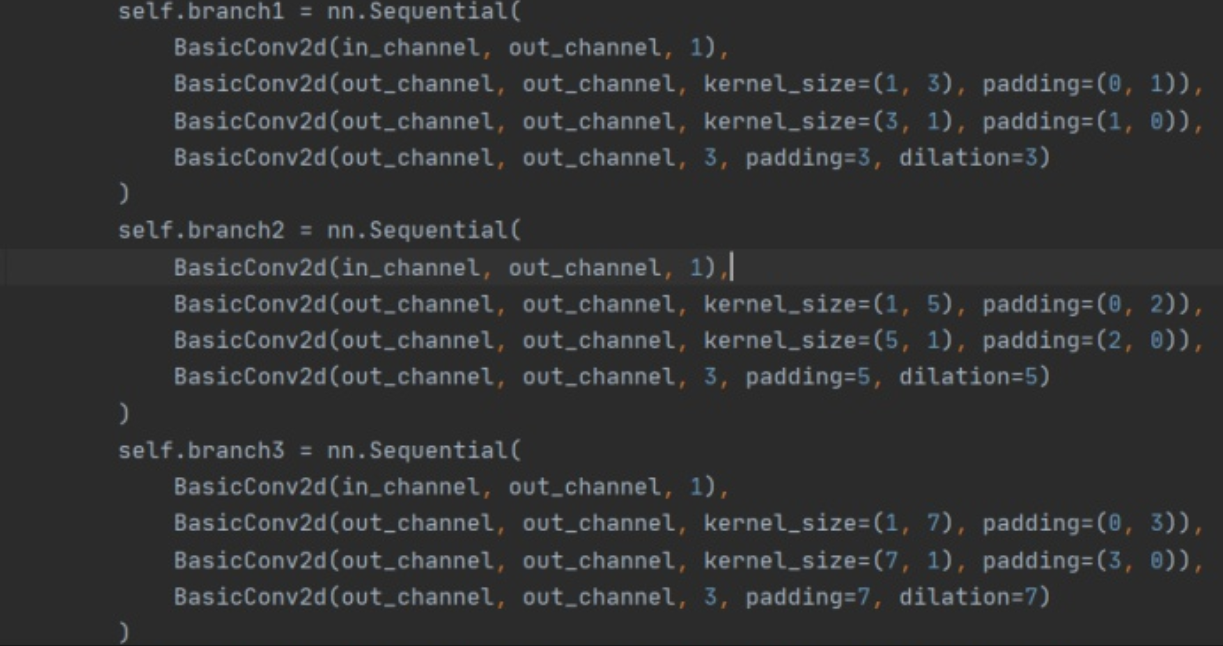 self.branch1 = nn.Sequential(
BasicConv2d(in_channel, out_channel, 1),
BasicConv2d(out_channel, out_channel, kernel_size=(1, 3), padding=(0, 1)),
BasicConv2d(out_channel, out_channel, kernel_size=(3, 1), padding=(1, 0)),
BasicConv2d(out_channel, out_channel, 3, padding=3, dilation=3)
)
self.branch2 = nn.Sequential(
BasicConv2d(in_channel, out_channel, 1),
BasicConv2d(out_channel, out_channel, kernel_size=(1, 5), padding=(0, 2)),
BasicConv2d(out_channel, out_channel, kernel_size=(5, 1), padding=(2, 0)),
BasicConv2d(out_channel, out_channel, 3, padding=5, dilation=5)
)
self.branch3 = nn.Sequential(
BasicConv2d(in_channel, out_channel, 1),
BasicConv2d(out_channel, out_channel, kernel_size=(1, 7), padding=(0, 3)),
BasicConv2d(out_channel, out_channel, kernel_size=(7, 1), padding=(3, 0)),
BasicConv2d(out_channel, out_channel, 3, padding=7, dilation=7)
)